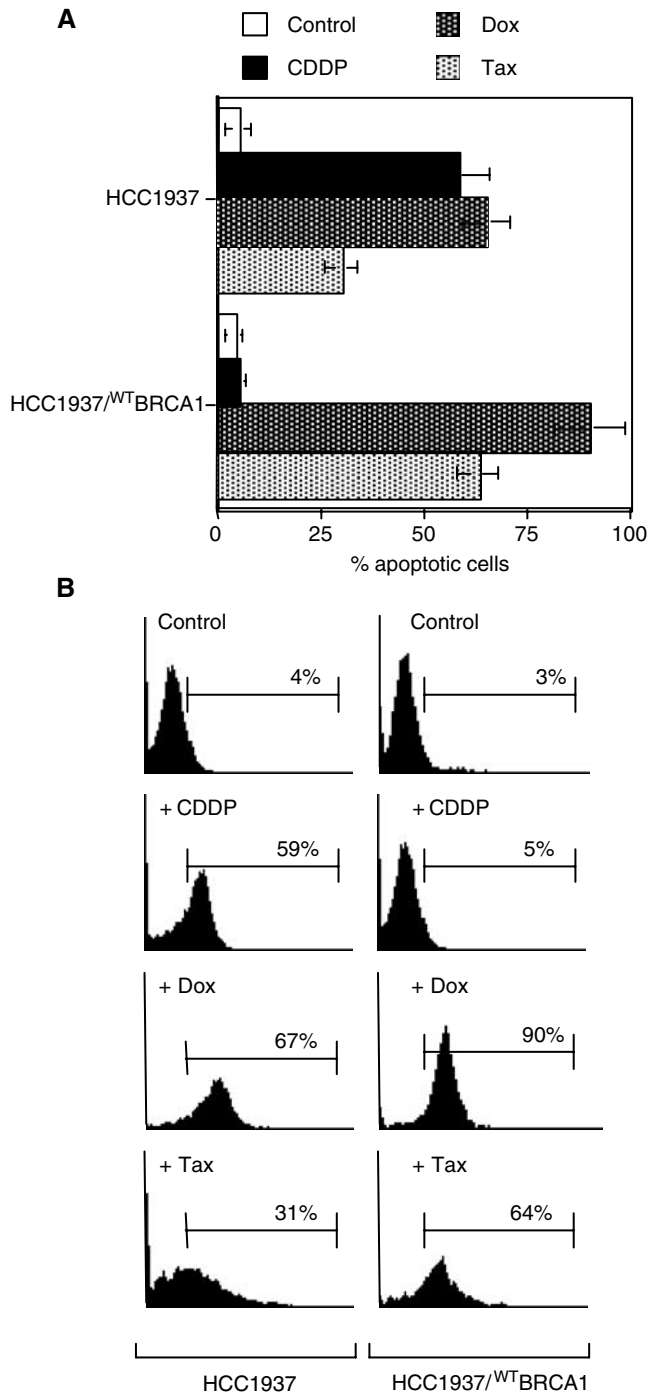 A
Control
Dox
CDDP
Tax
HCC1937
HCC1937/WTBRCA1
0 25 50 75 100
% apoptotic cells
B
Control
4%
Control
3%
+ CDDP
59%
+ CDDP
5%
+ Dox
67%
+ Dox
90%
+ Tax
31%
+ Tax
64%
HCC1937
HCC1937/WTBRCA1